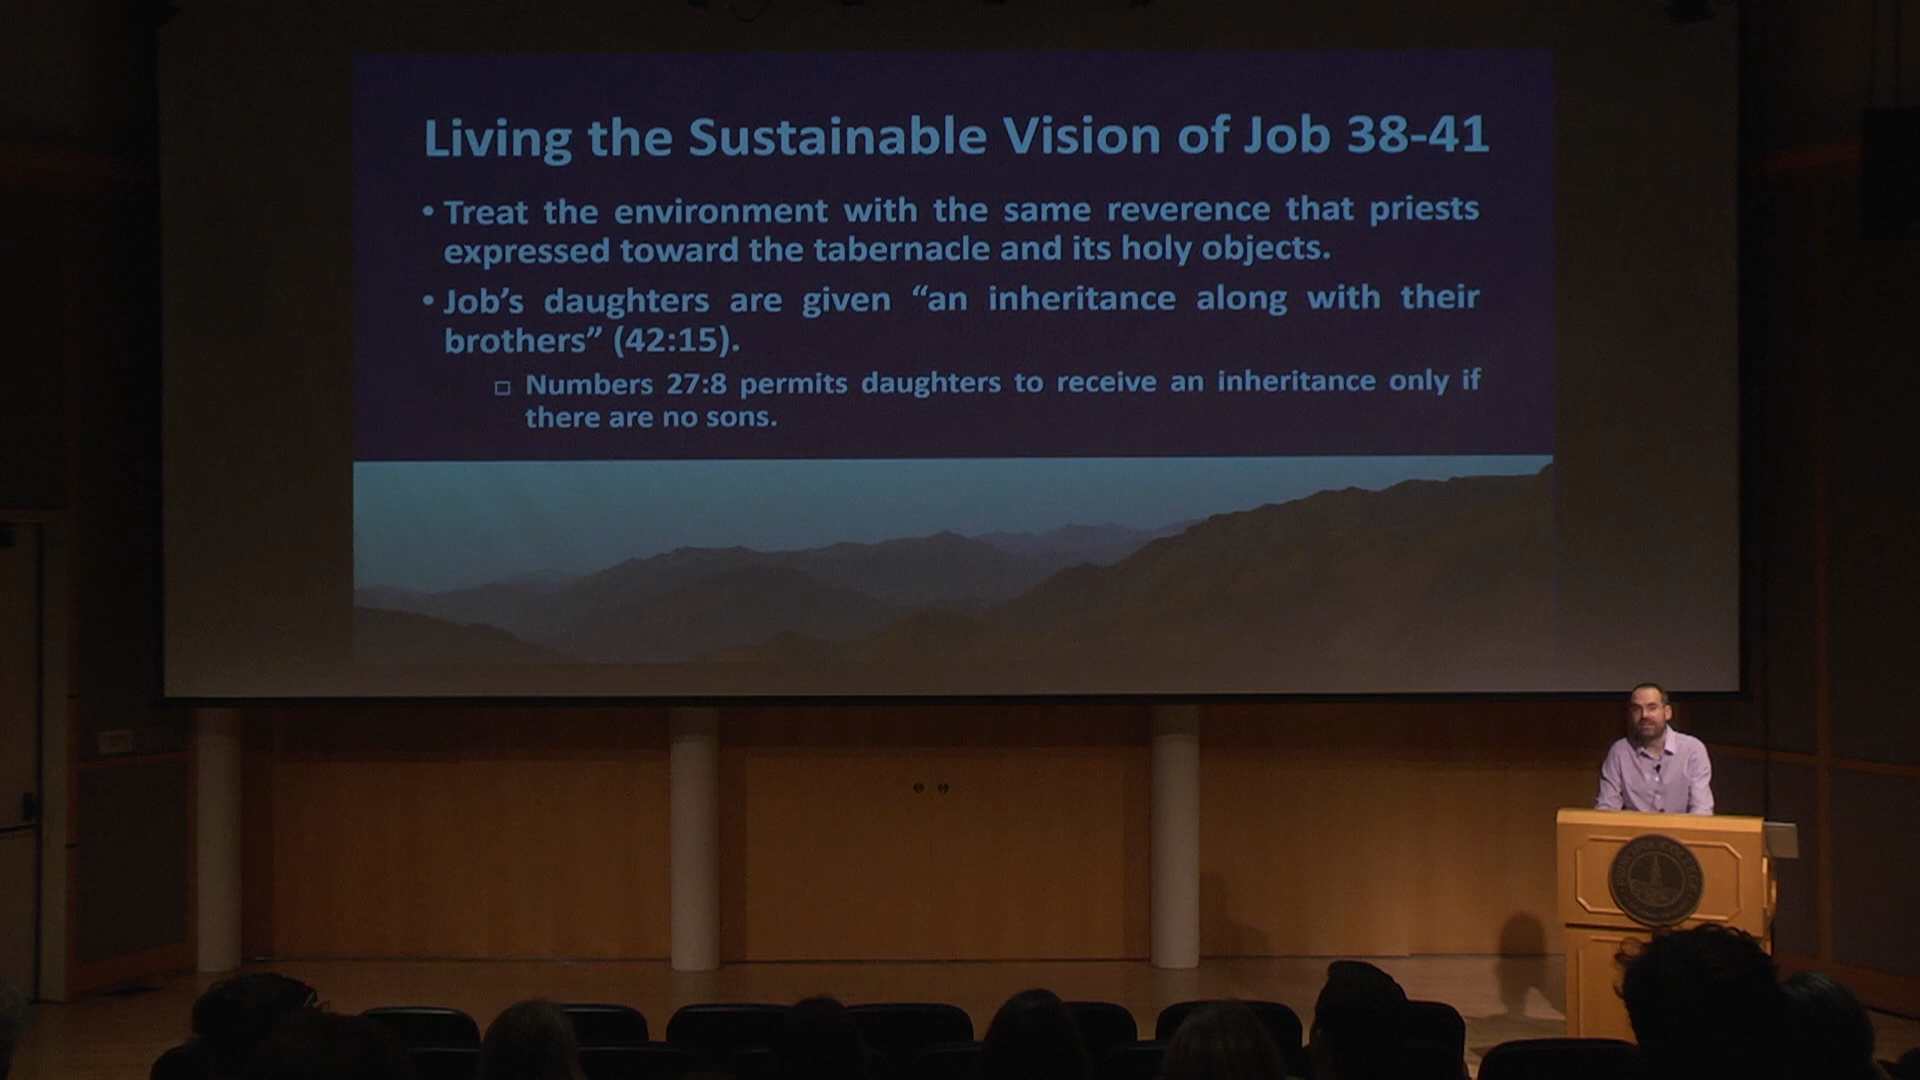 Living the Sustainable Vision of Job 38-41
• Treat the environment with the same reverence that priests
expressed toward the tabernacle and its holy objects.
• Job’s daughters are given “an inheritance along with their
brothers” (42:15).
□ Numbers 27:8 permits daughters to receive an inheritance only if
there are no sons.